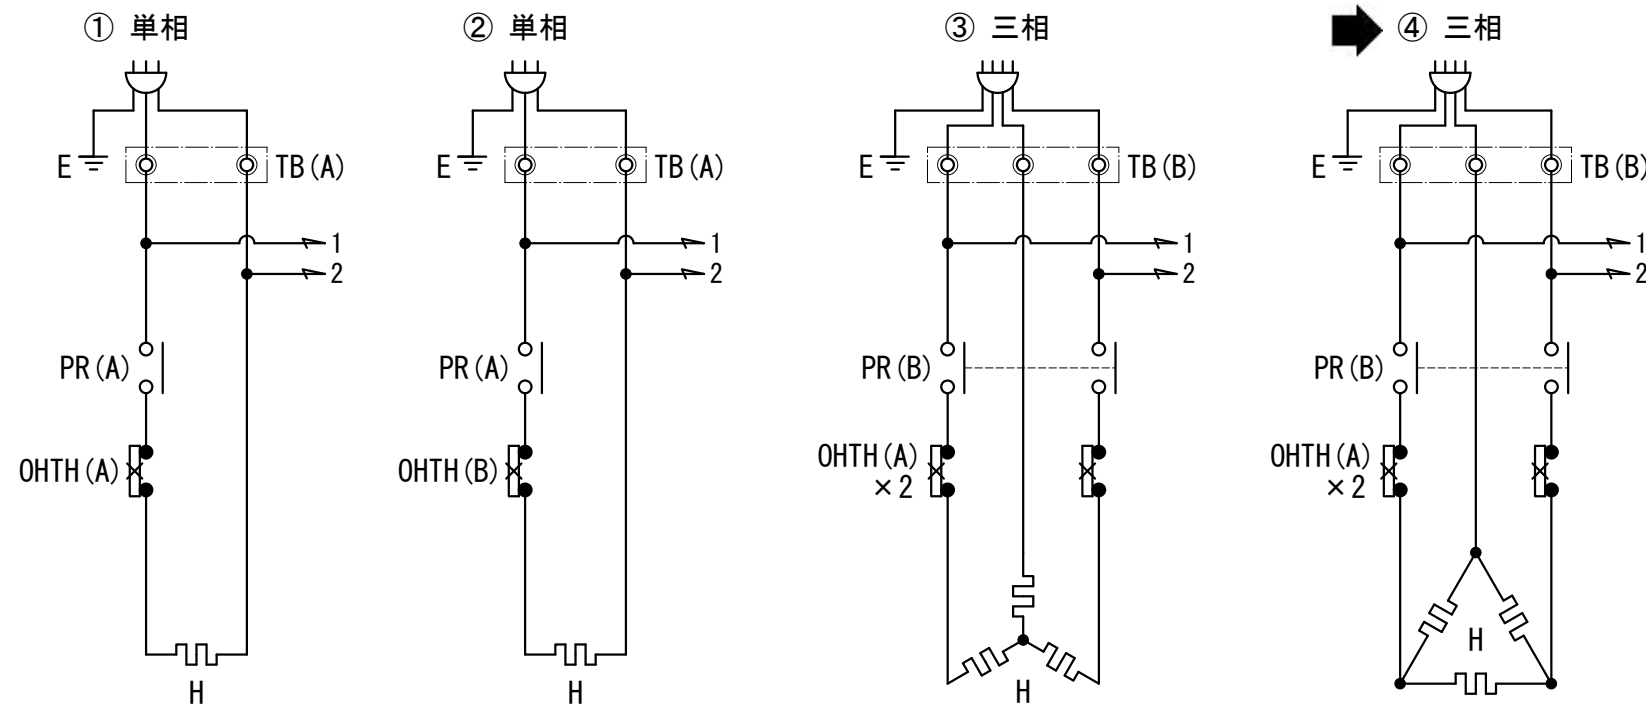 ① 単相
② 単相
③ 三相
④ 三相
E
TB(A)
E
TB(A)
E
TB(B)
E
TB(B)
1
1
1
1
2
2
2
2
PR(A)
PR(A)
PR(B)
PR(B)
OHTH(A)
OHTH(B)
OHTH(A)
×2
OHTH(A)
×2
H
H
H
H